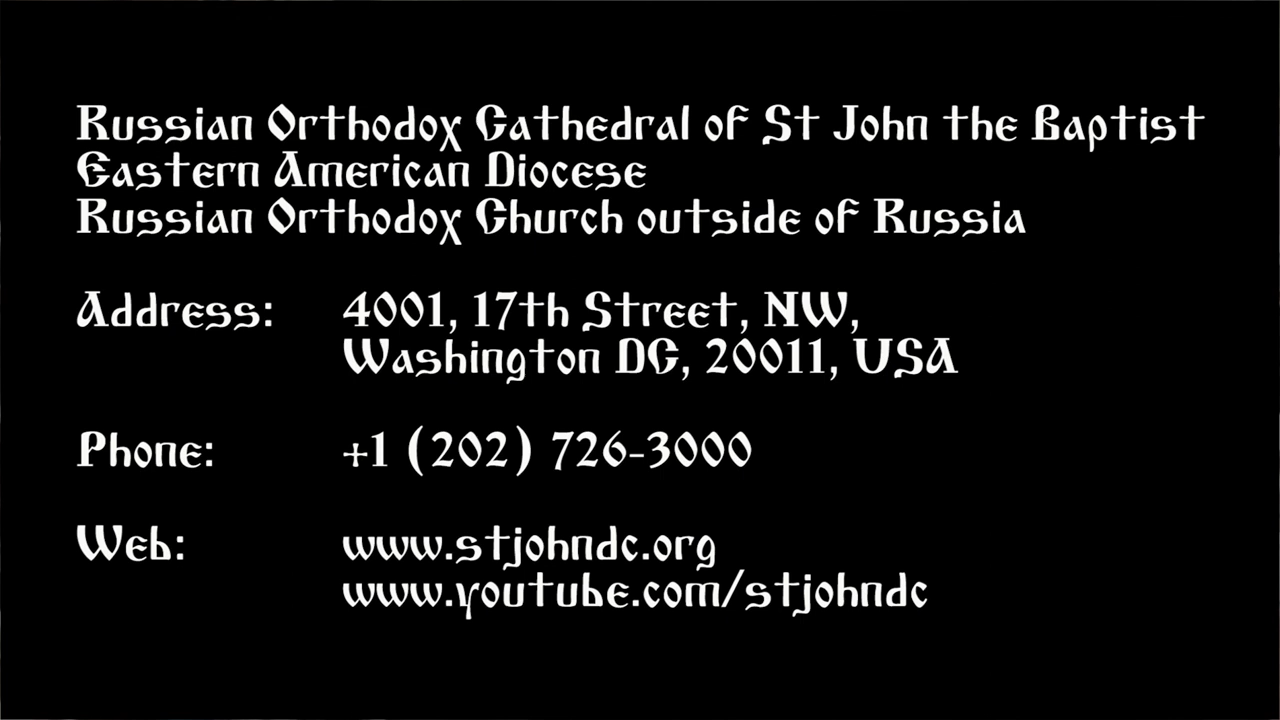 Russian Orthodox Cathedral of St John the Baptist
Eastern American Diocese
Russian Orthodox Church outside of Russia
Address: 4001, 17th Street, NW,
Washington DC, 20011, USA
Phone: +1 (202) 726-3000
Web: www.stjohndc.org
www.youtube.com/stjohndc